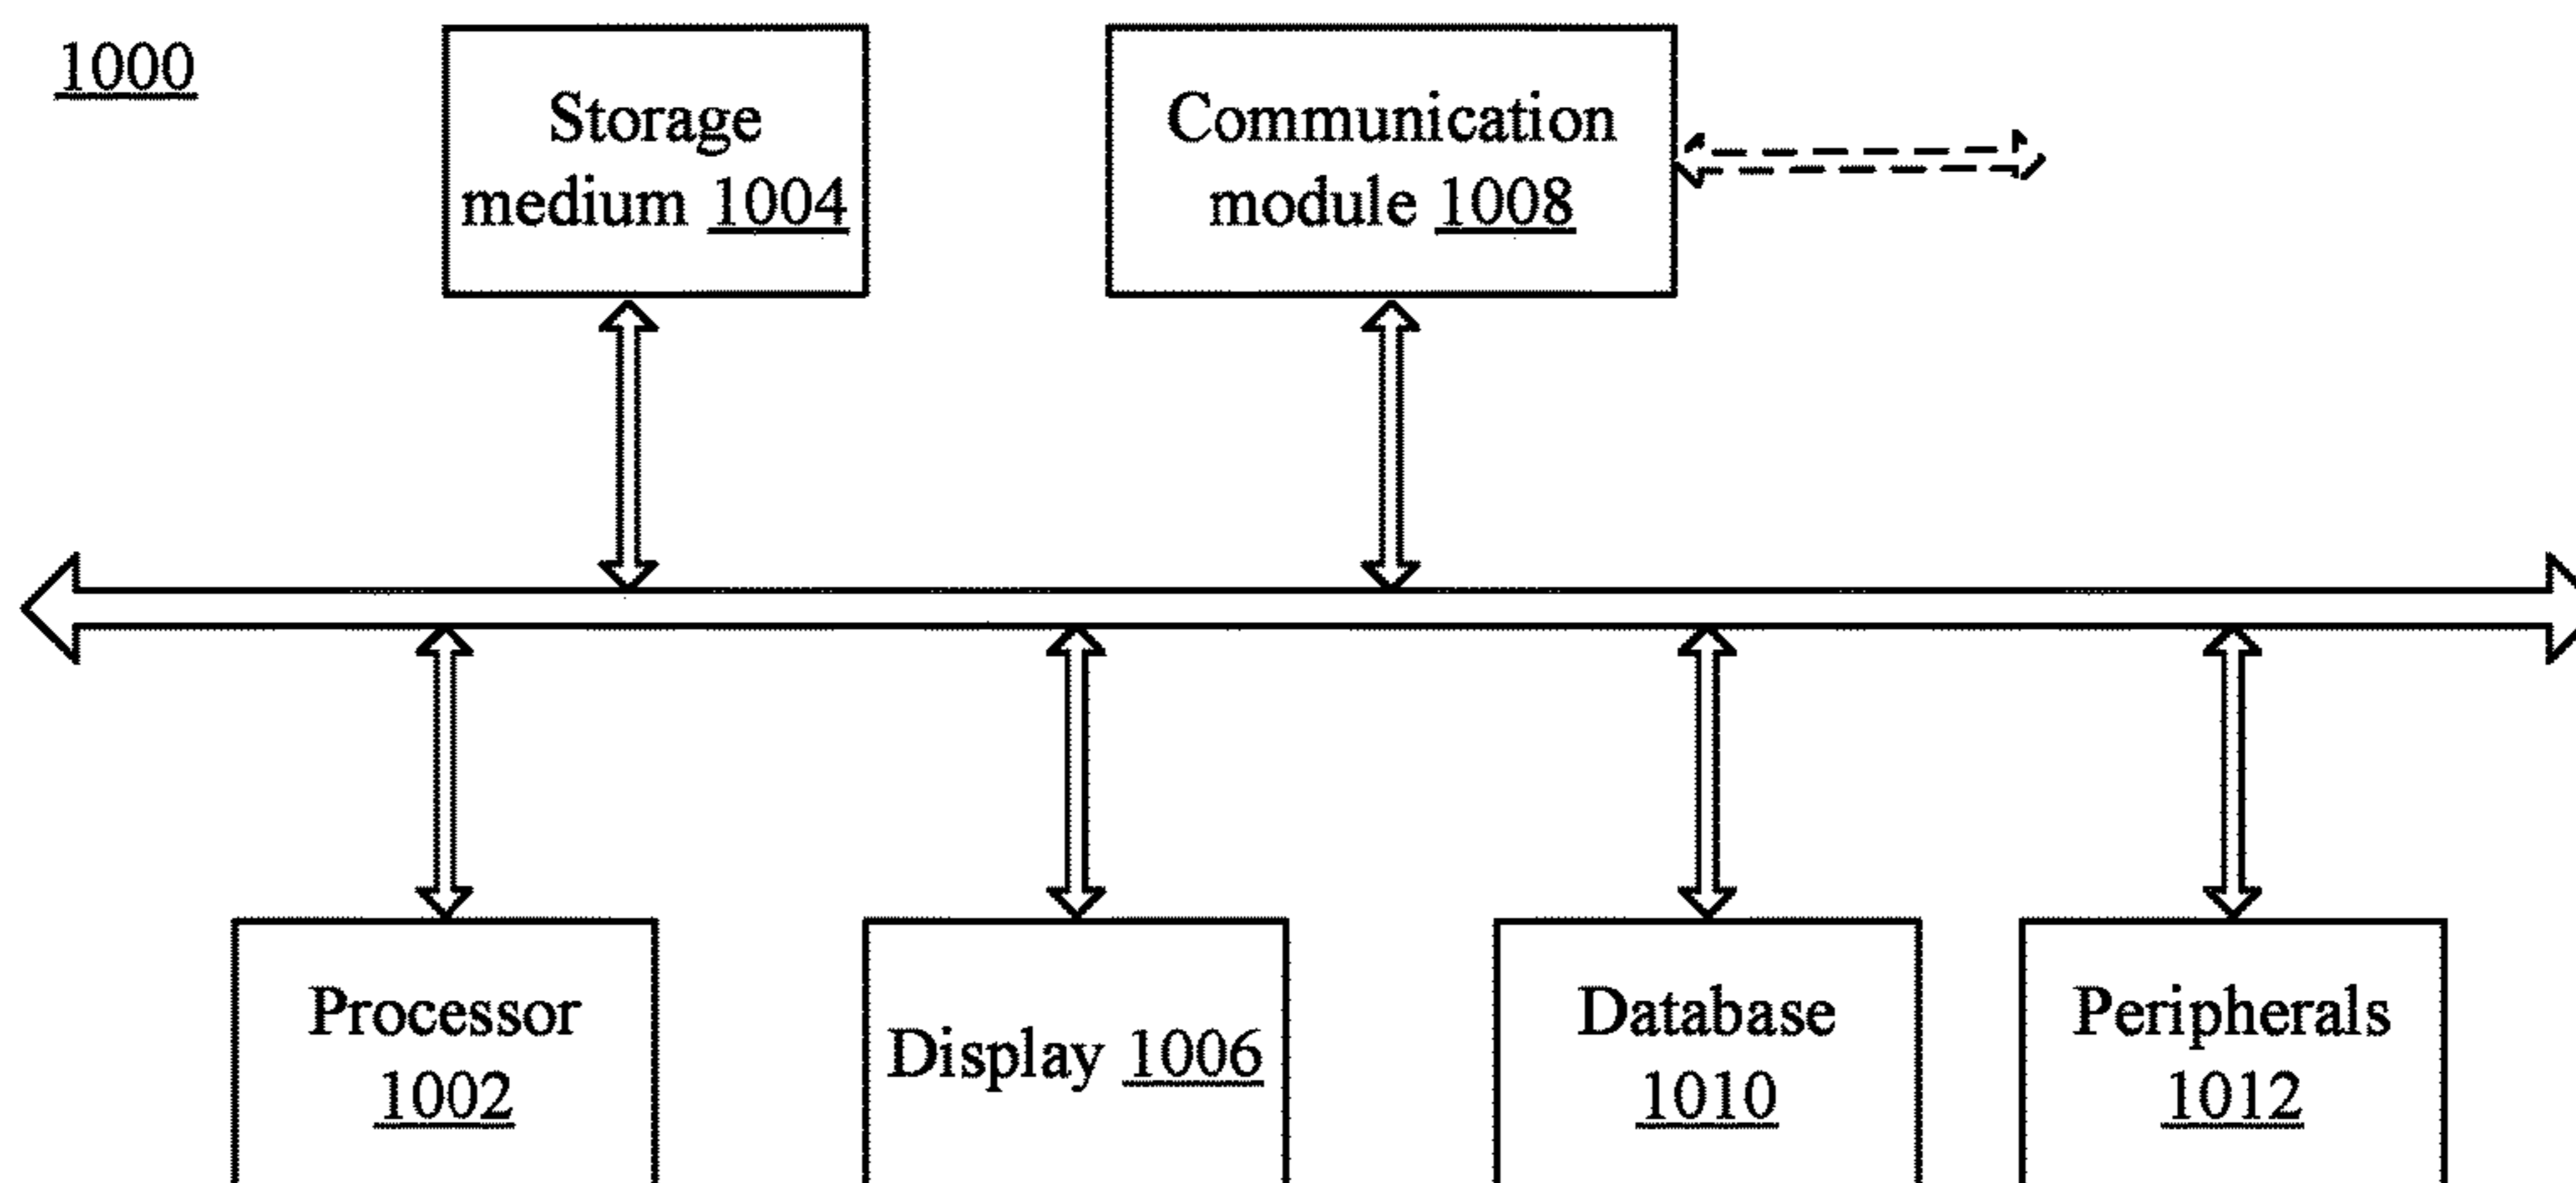 1000
Storage
medium 1004
Communication
module 1008
Processor
1002
Display 1006
Database
1010
Peripherals
1012